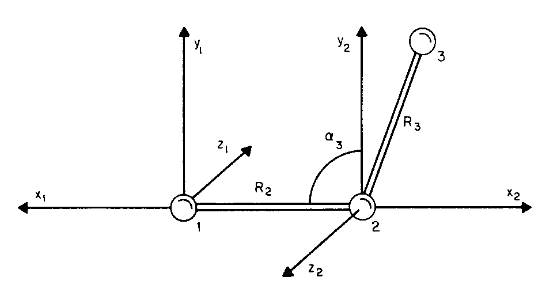 y₁
y₂
3
α₃
z₁
R₃
x₁
R₂
x₂
1
2
z₂